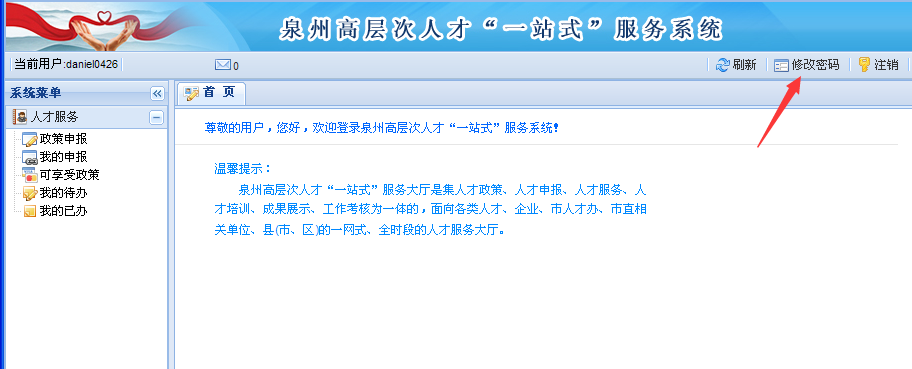 泉州高层次人才“一站式”服务系统
当前用户:daniel0426 0 刷新 修改密码 注销
系统菜单
首 页
人才服务
政策申报
我的申报
可享受政策
我的待办
我的已办
尊敬的用户，您好，欢迎登录泉州高层次人才“一站式”服务系统!
温馨提示：
泉州高层次人才“一站式”服务大厅是集人才政策、人才申报、人才服务、人
才培训、成果展示、工作考核为一体的，面向各类人才、企业、市人才办、市直相
关单位、县(市、区)的一网式、全时段的人才服务大厅。